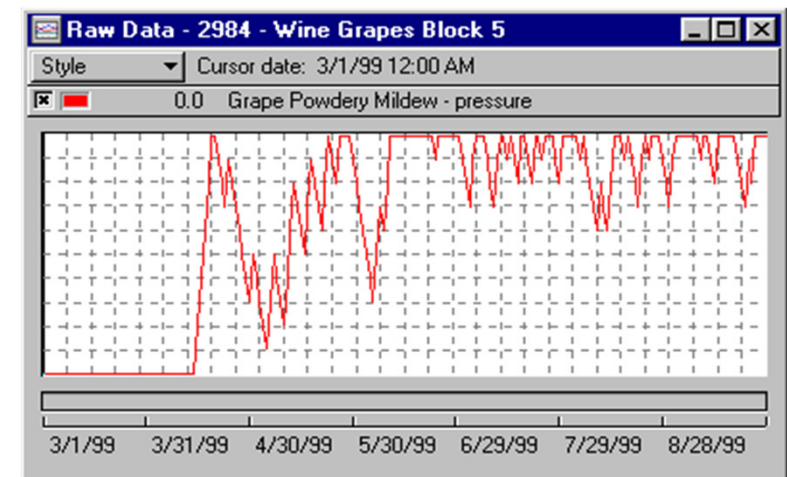 Raw Data - 2984 - Wine Grapes Block 5
Style Cursor date: 3/1/99 12:00 AM
0.0 Grape Powdery Mildew - pressure
3/1/99 3/31/99 4/30/99 5/30/99 6/29/99 7/29/99 8/28/99